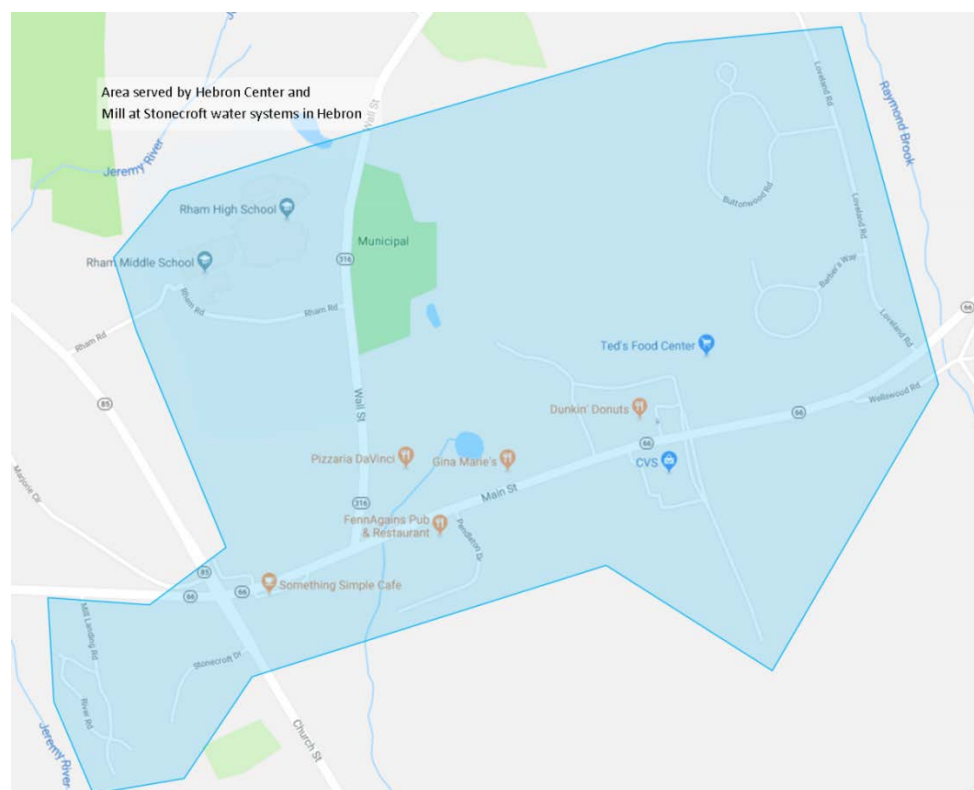 Area served by Hebron Center and
Mill at Stonecroft water systems in Hebron
Wall St
Loveland Rd
Raymond Brook
Jeremy River
Buttonwood Rd
Rham High School
Loveland Rd
Municipal
316
Rham Middle School
Barber's Way
Rham Rd
Rham Rd
Rham Rd
66
Loveland Rd
Ted's Food Center
Wall St
85
Wellswood Rd
Dunkin' Donuts
66
66
Pizzaria DaVinci
Gina Marie's
CVS
Marjorie Dr
Main St
316
FennAgains Pub
& Restaurant
Pendleton Dr
85
Something Simple Cafe
66
66
Mill Landing Rd
Stonecroft Dr
River Rd
Jeremy River
Church St